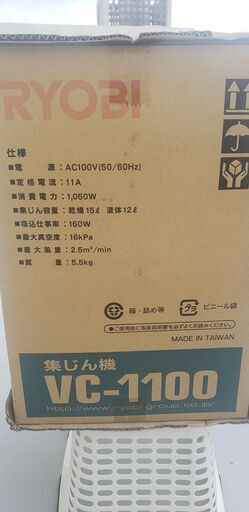 RYOBI
仕様
■電源：AC100V(50/60Hz)
■定格電流：11A
■消費電力：1,050W
■集じん容量：乾燥15ℓ 液体12ℓ
■吸込仕事率：160W
■最大真空度：16kPa
■最大風量：2.5m³/min
■質量：5.5kg
箱・詰め等
プラ
ビニール袋
●ご使用前に取扱説明書を必ずよくお読みください。
MADE IN TAIWAN
集じん機
VC-1100
http://www.ryobi-group.co.jp/